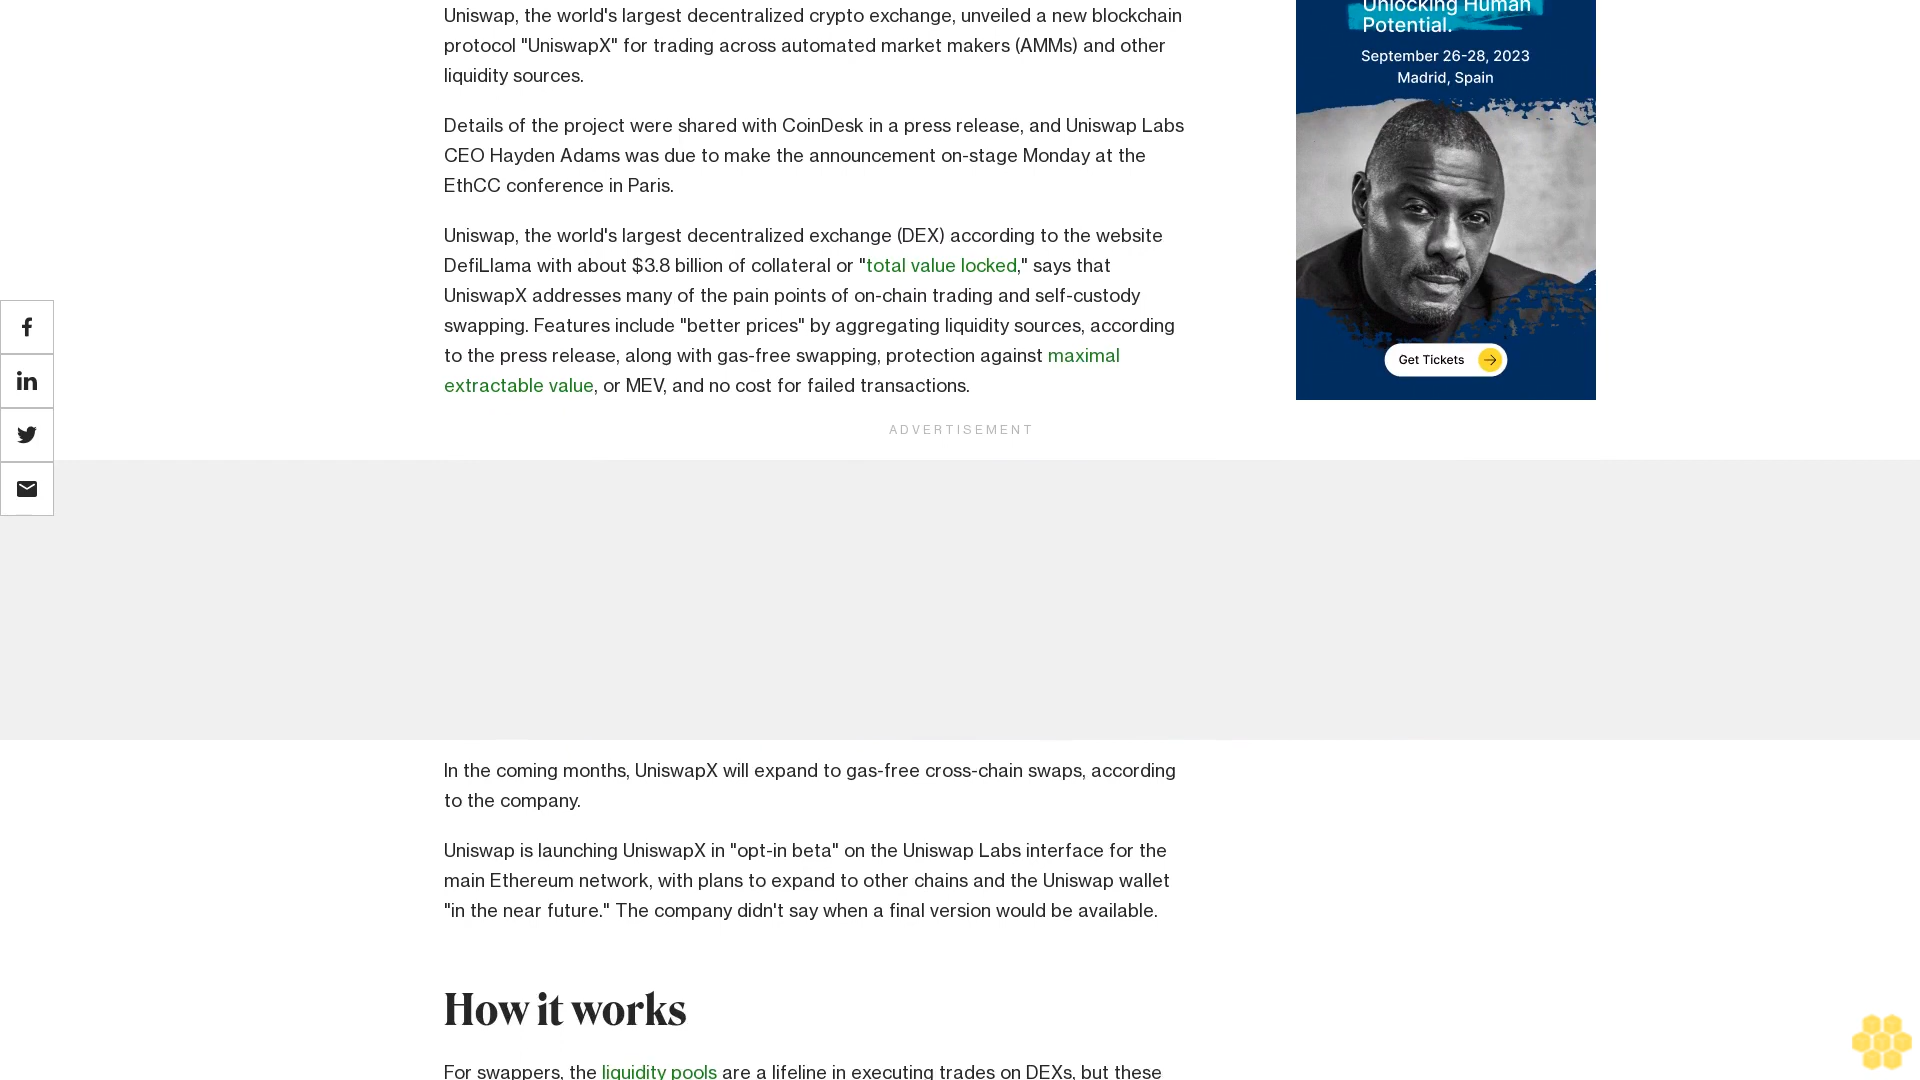 Uniswap, the world's largest decentralized crypto exchange, unveiled a new blockchain
protocol "UniswapX" for trading across automated market makers (AMMs) and other
liquidity sources.
Details of the project were shared with CoinDesk in a press release, and Uniswap Labs
CEO Hayden Adams was due to make the announcement on-stage Monday at the
EthCC conference in Paris.
Uniswap, the world's largest decentralized exchange (DEX) according to the website
DefiLlama with about $3.8 billion of collateral or "total value locked," says that
UniswapX addresses many of the pain points of on-chain trading and self-custody
swapping. Features include "better prices" by aggregating liquidity sources, according
to the press release, along with gas-free swapping, protection against maximal
extractable value, or MEV, and no cost for failed transactions.
Unlocking Human
Potential.
September 26-28, 2023
Madrid, Spain
Get Tickets
ADVERTISEMENT
In the coming months, UniswapX will expand to gas-free cross-chain swaps, according
to the company.
Uniswap is launching UniswapX in "opt-in beta" on the Uniswap Labs interface for the
main Ethereum network, with plans to expand to other chains and the Uniswap wallet
"in the near future." The company didn't say when a final version would be available.
How it works
For swappers, the liquidity pools are a lifeline in executing trades on DEXs, but these